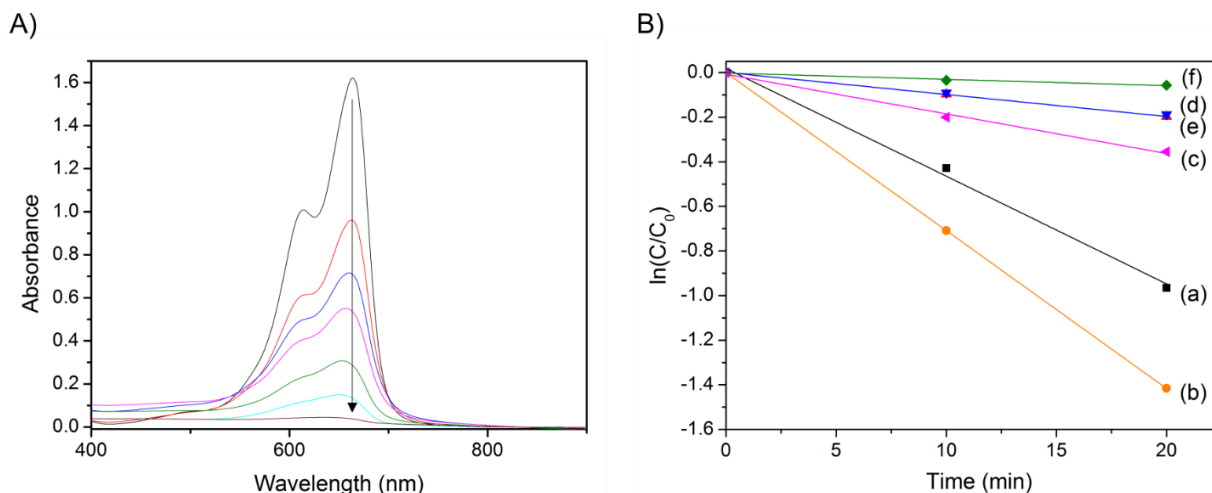 A)
1.6
1.4
1.2
1.0
0.8
0.6
0.4
0.2
0.0
400
600
800
Absorbance
Wavelength (nm)
B)
0.0
-0.2
-0.4
-0.6
-0.8
-1.0
-1.2
-1.4
-1.6
0
5
10
15
20
ln(C/C0)
Time (min)
(f)
(d)
(e)
(c)
(a)
(b)